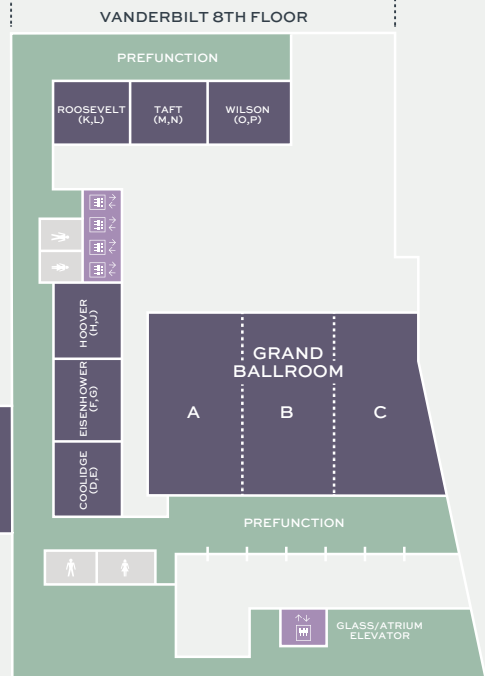 VANDERBILT 8TH FLOOR
PREFUNCTION
ROOSEVELT
(K,L)
TAFT
(M,N)
WILSON
(O,P)
HOOVER
(H,J)
EISENHOWER
(F,G)
COOLIDGE
(D,E)
GRAND
BALLROOM
A
B
C
PREFUNCTION
GLASS/ATRIUM
ELEVATOR